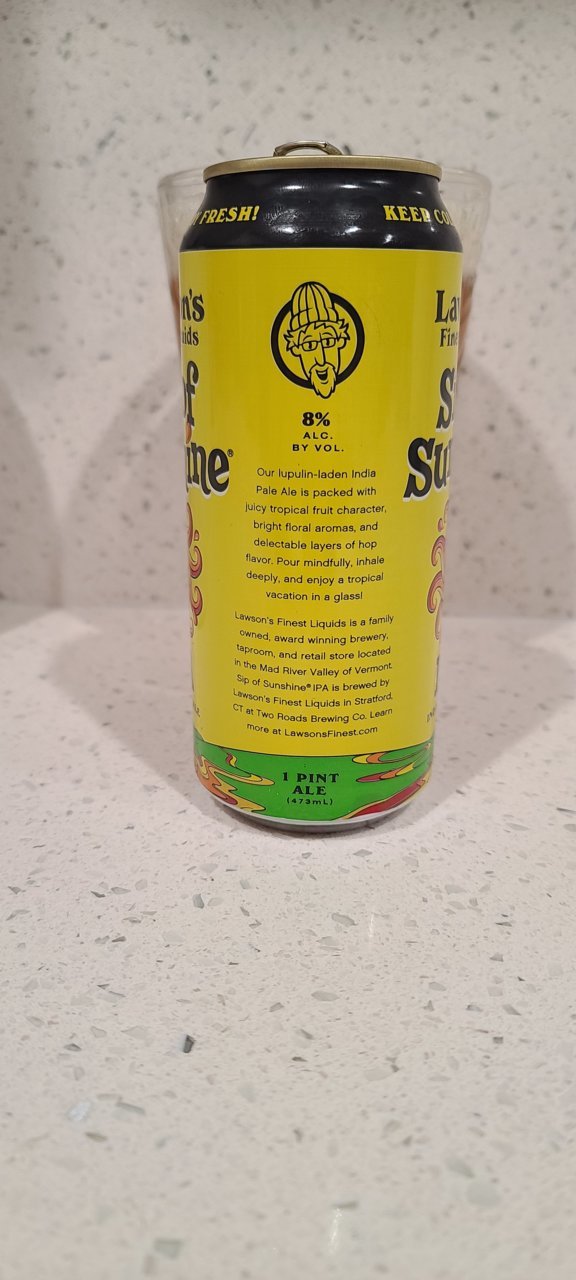 FRESH!
KEEP
8%
ALC.
BY VOL.
Our lupulin-laden India
Pale Ale is packed with
juicy tropical fruit character,
bright floral aromas, and
delectable layers of hop
flavor. Pour mindfully, inhale
deeply, and enjoy a tropical
vacation in a glass!
Lawson's Finest Liquids is a family
owned, award winning brewery,
taproom, and retail store located
in the Mad River Valley of Vermont.
Sip of Sunshine® IPA is brewed by
Lawson's Finest Liquids in Stratford,
CT at Two Roads Brewing Co. Learn
more at LawsonsFinest.com
1 PINT
ALE
(473mL)